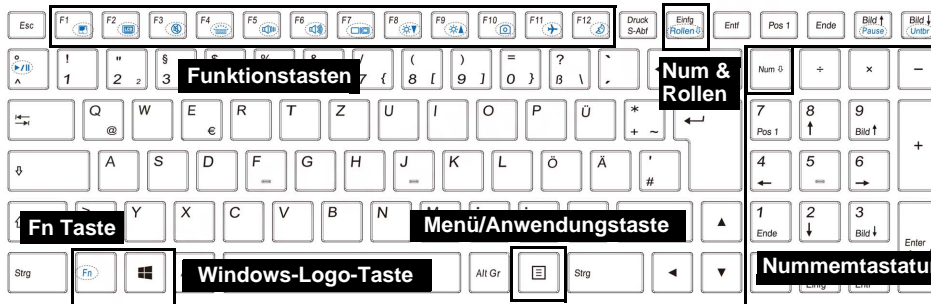 Esc F1 F2 F3 F4 F5 F6 F7 F8 F9 F10 F11 F12 Druck S-Abf Einfg Rollen Entf Pos 1 Ende Bild Pause Bild Untbr
° ^ ! 1 " 2 2 § 3 7 { ( 8 [ ) 9 ] = 0 } ? ß \ ` ´ Num ÷ × −
Funktionstasten
Num &
Rollen
Q @ W E € R T Z U I O P Ü * + ~ 7 Pos 1 8 9 Bild +
A S D F G H J K L Ö Ä ' # 4 5 6
Fn Taste
Y X C V B N
Menü/Anwendungstaste
1 Ende 2 3 Bild Enter
Strg Fn
Windows-Logo-Taste
Alt Gr Strg
Nummemtastatu